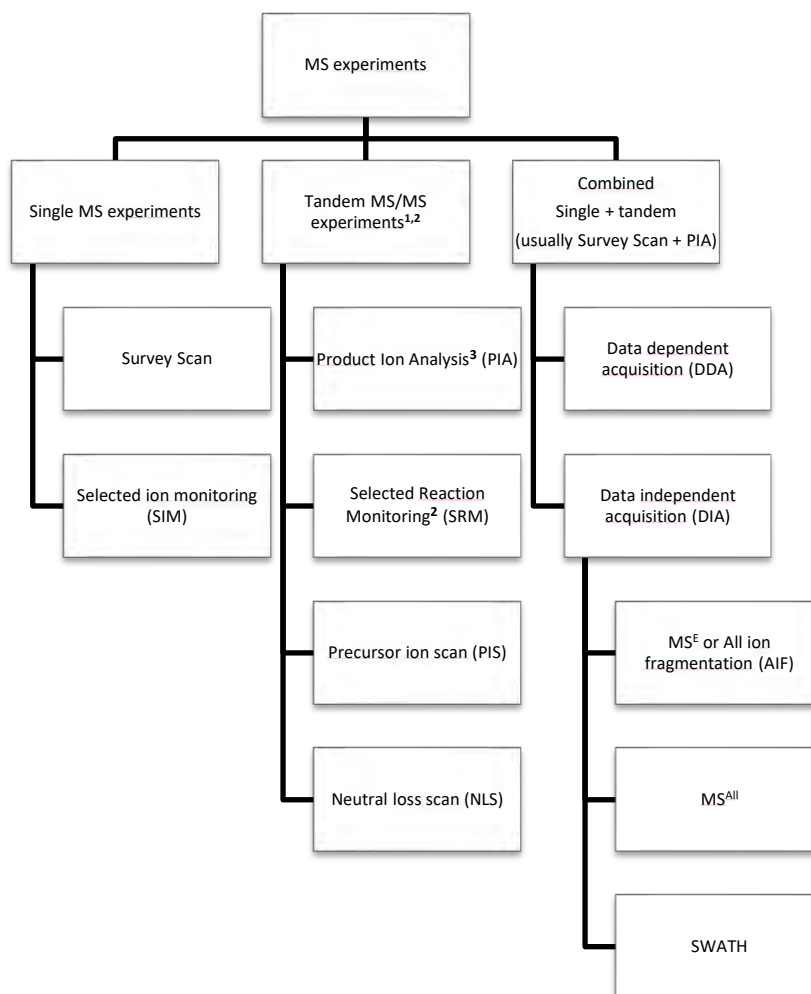 MS experiments
Single MS experiments
Tandem MS/MS
experiments¹,²
Combined
Single + tandem
(usually Survey Scan + PIA)
Survey Scan
Product Ion Analysis³ (PIA)
Data dependent
acquisition (DDA)
Selected ion monitoring
(SIM)
Selected Reaction
Monitoring² (SRM)
Data independent
acquisition (DIA)
Precursor ion scan (PIS)
MSᴱ or All ion
fragmentation (AIF)
Neutral loss scan (NLS)
MSᴬˡˡ
SWATH